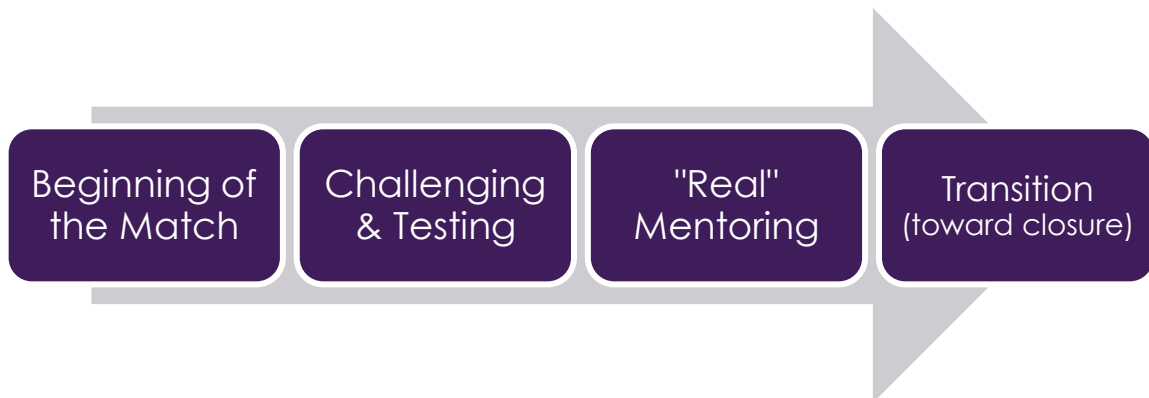 Beginning of
the Match
Challenging
& Testing
"Real"
Mentoring
Transition
(toward closure)